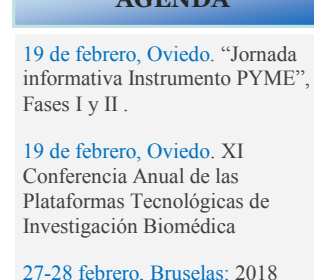 AGENDA
19 de febrero, Oviedo. “Jornada
informativa Instrumento PYME”,
Fases I y II .
19 de febrero, Oviedo. XI
Conferencia Anual de las
Plataformas Tecnológicas de
Investigación Biomédica
27-28 febrero, Bruselas: 2018